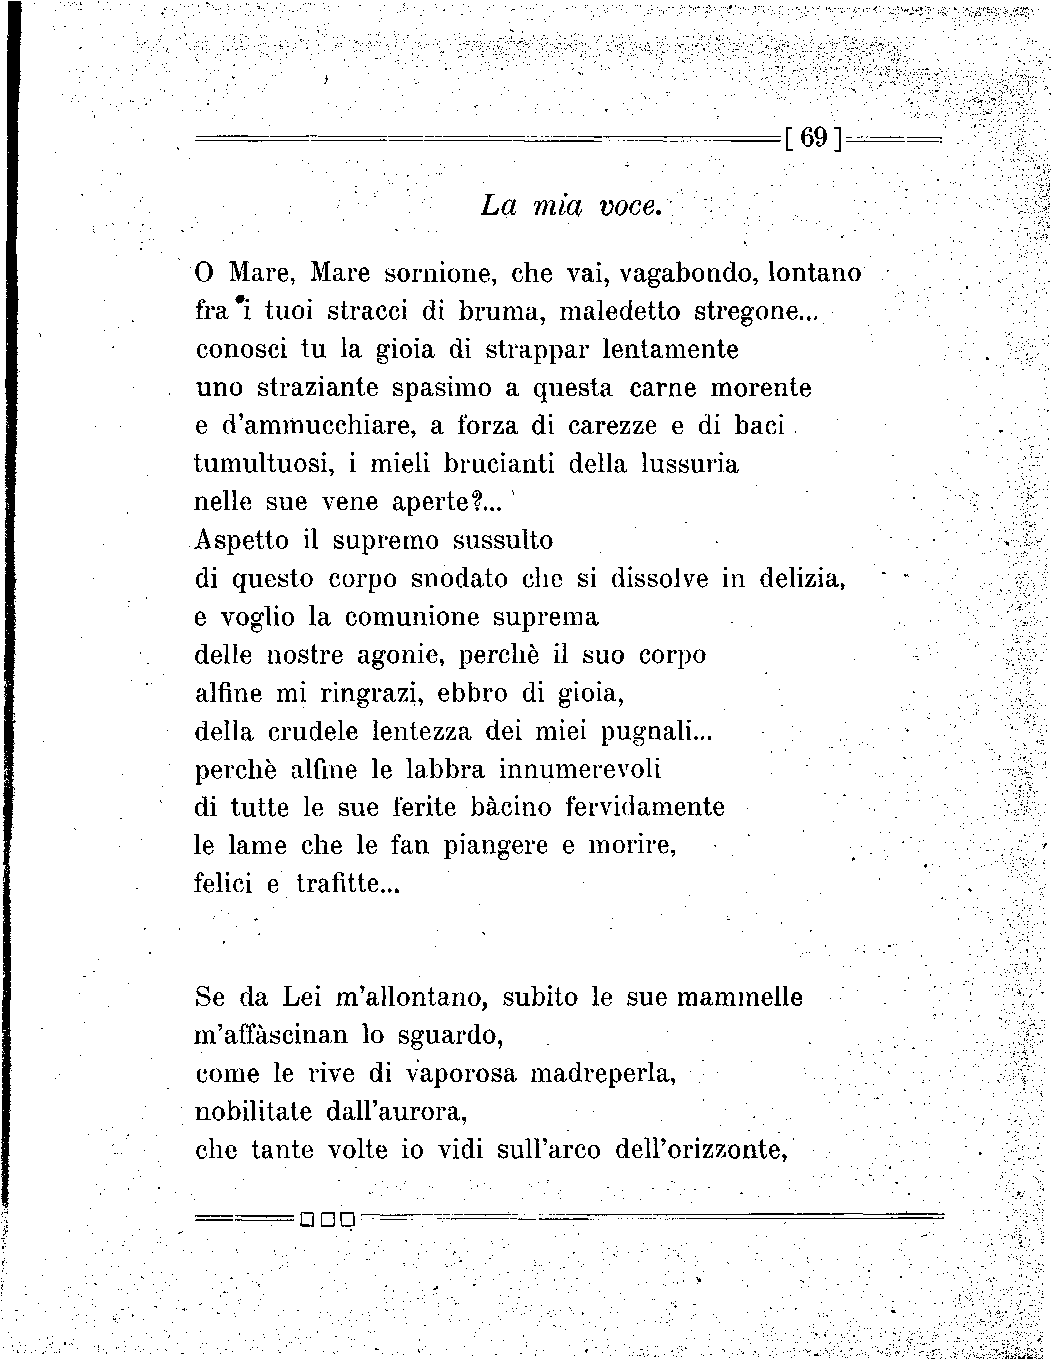 [ 69 ]
La mia voce.
O Mare, Mare sornione, che vai, vagabondo, lontano
fra i tuoi stracci di bruma, maledetto stregone...
conosci tu la gioia di strappar lentamente
uno straziante spasimo a questa carne morente
e d'ammucchiare, a forza di carezze e di baci
tumultuosi, i mieli brucianti della lussuria
nelle sue vene aperte?...
Aspetto il supremo sussulto
di questo corpo snodato che si dissolve in delizia,
e voglio la comunione suprema
delle nostre agonie, perchè il suo corpo
alfine mi ringrazi, ebbro di gioia,
della crudele lentezza dei miei pugnali...
perchè alfine le labbra innumerevoli
di tutte le sue ferite bàcino fervidamente
le lame che le fan piangere e morire,
felici e trafitte...
Se da Lei m'allontano, subito le sue mammelle
m'affàscinan lo sguardo,
come le rive di vaporosa madreperla,
nobilitate dall'aurora,
che tante volte io vidi sull'arco dell'orizzonte,